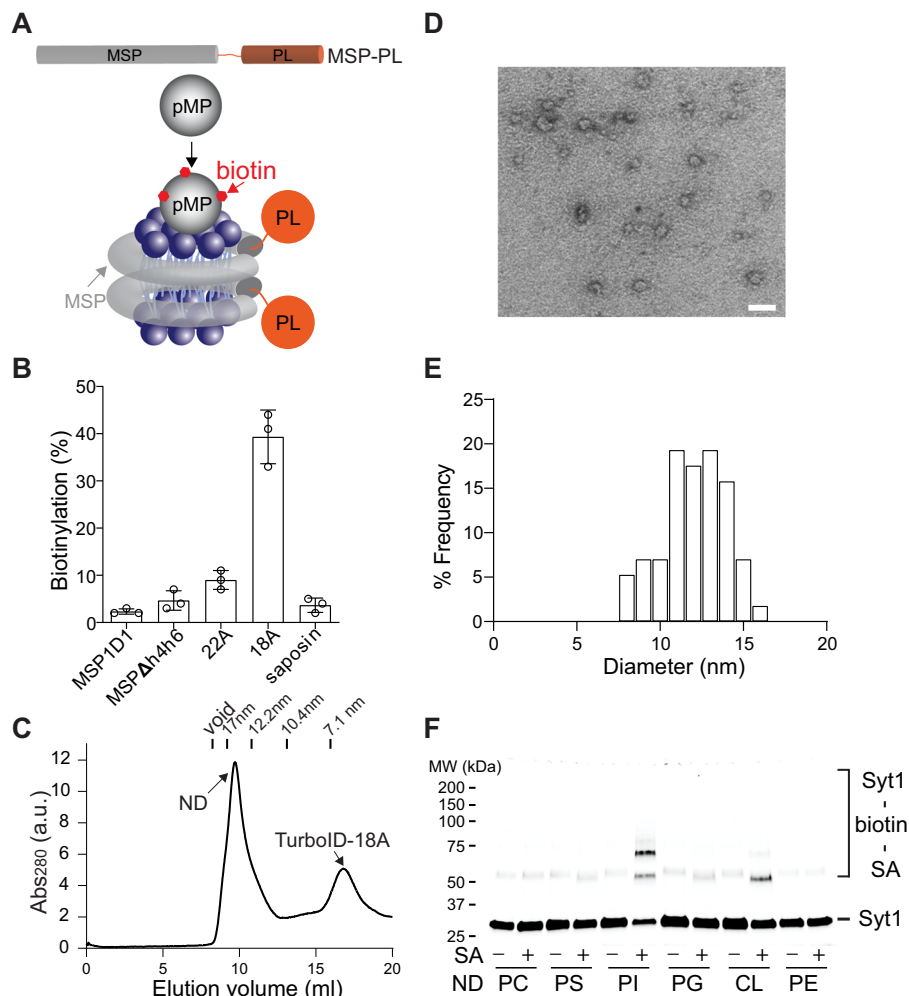 A
MSP PL MSP-PL
pMP
biotin
pMP
PL
MSP
PL
B
Biotinylation (%)
50
40
30
20
10
0
MSP1D1
MSPΔh4h6
22A
18A
saposin
C
void
17nm
12.2nm
10.4nm
7.1 nm
Abs280 (a.u.)
12
10
8
6
4
2
0
ND
TurboID-18A
0 5 10 15 20
Elution volume (ml)
D
E
% Frequency
25
20
15
10
5
0
0 5 10 15 20
Diameter (nm)
F
MW (kDa)
200
150
100
75
50
37
25
Syt1
-
biotin
-
SA
Syt1
SA − + − + − + − + − + − +
ND PC PS PI PG CL PE